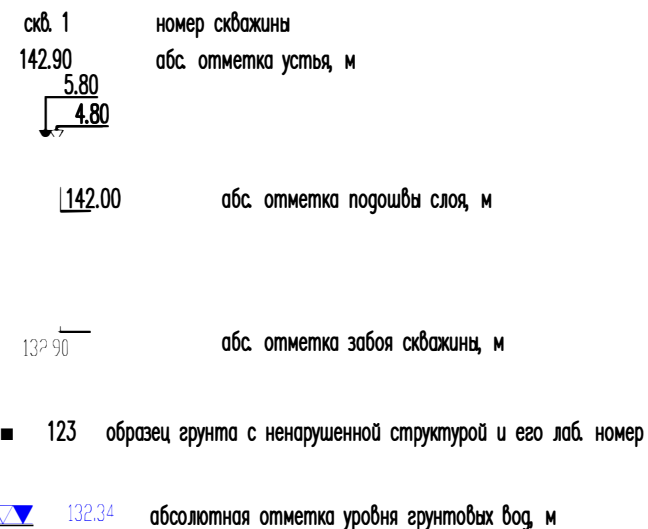 скв. 1 номер скважины
142.90 абс. отметка устья, м
5.80
4.80
142.00 абс. отметка подошвы слоя, м
132.90 абс. отметка забоя скважины, м
123 образец грунта с ненарушенной структурой и его лаб. номер
132.34 абсолютная отметка уровня грунтовых вод, м